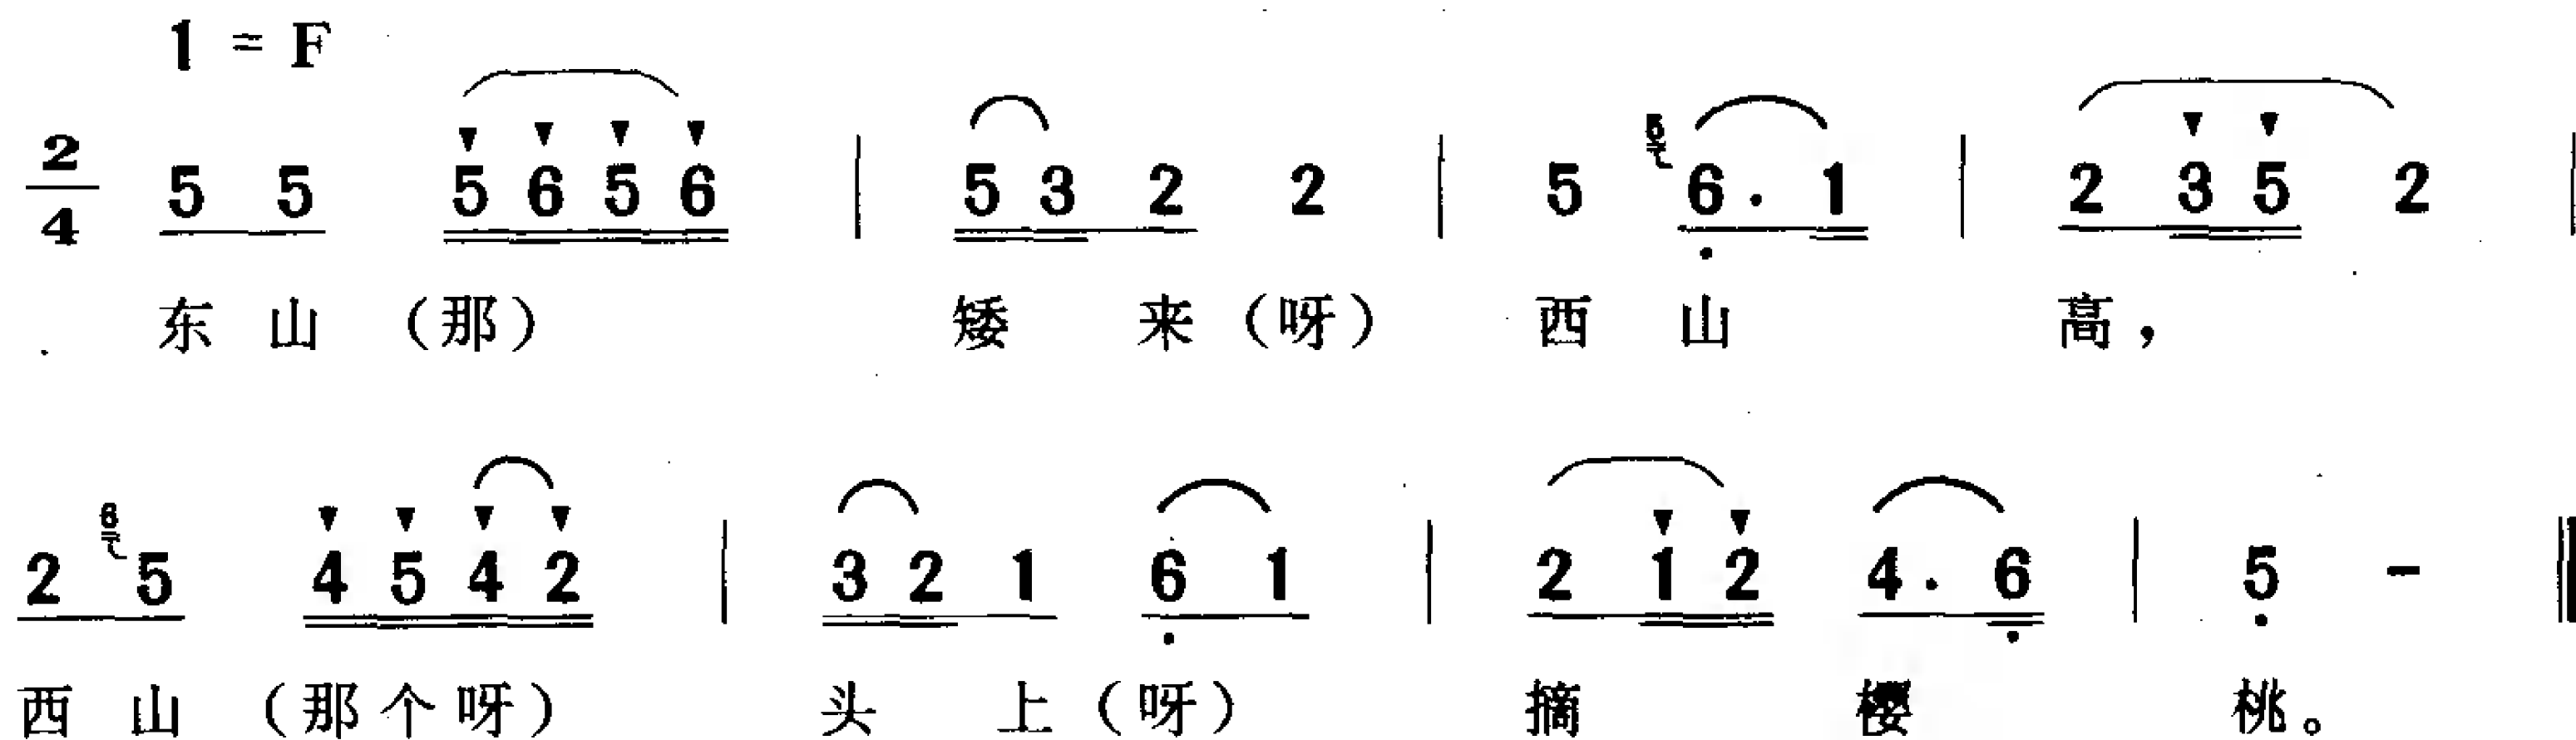 1 = F
2/4 5 5 5 6 5 6 | 5 3 2 2 | 5 5 6 . 1 | 2 3 5 2 |
东 山 （那） 矮 来（呀） 西 山 高，
2 6 5 4 5 4 2 | 3 2 1 6 1 | 2 1 2 4 . 6 | 5 - ‖
西 山 （那个呀） 头 上（呀） 摘 樱 桃。